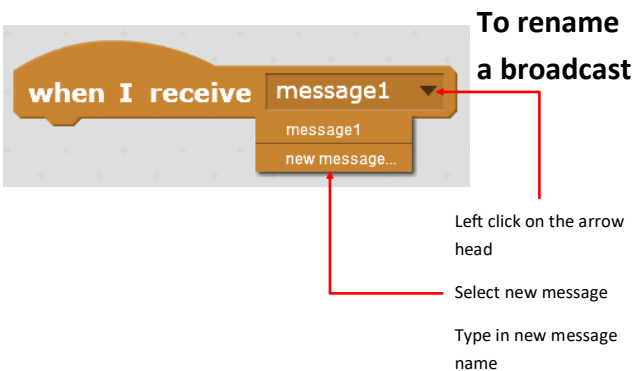 To rename
a broadcast
when I receive message1
message1
new message...
Left click on the arrow
head
Select new message
Type in new message
name